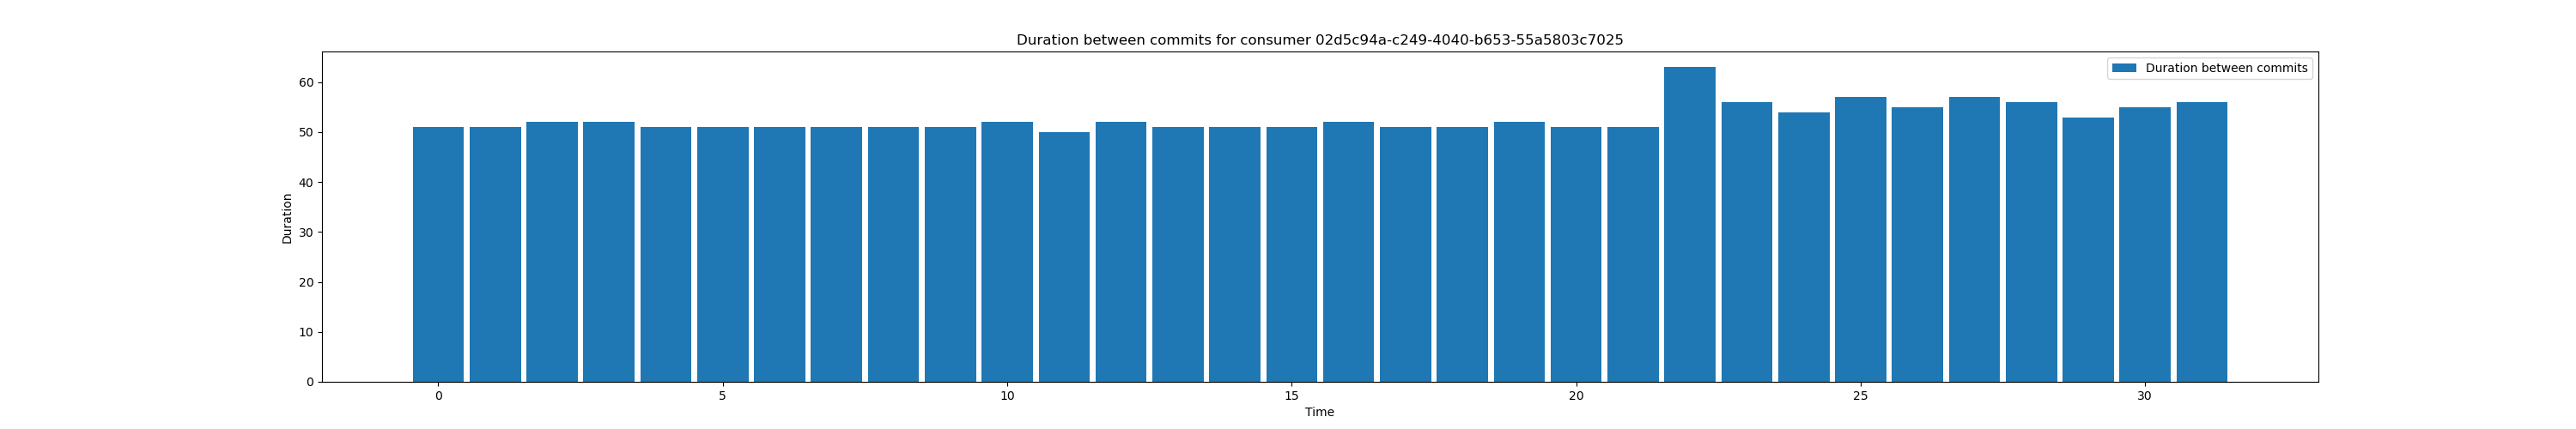 Duration between commits for consumer 02d5c94a-c249-4040-b653-55a5803c7025
Duration between commits
60
50
40
30
20
10
0
Duration
0 5 10 15 20 25 30
Time